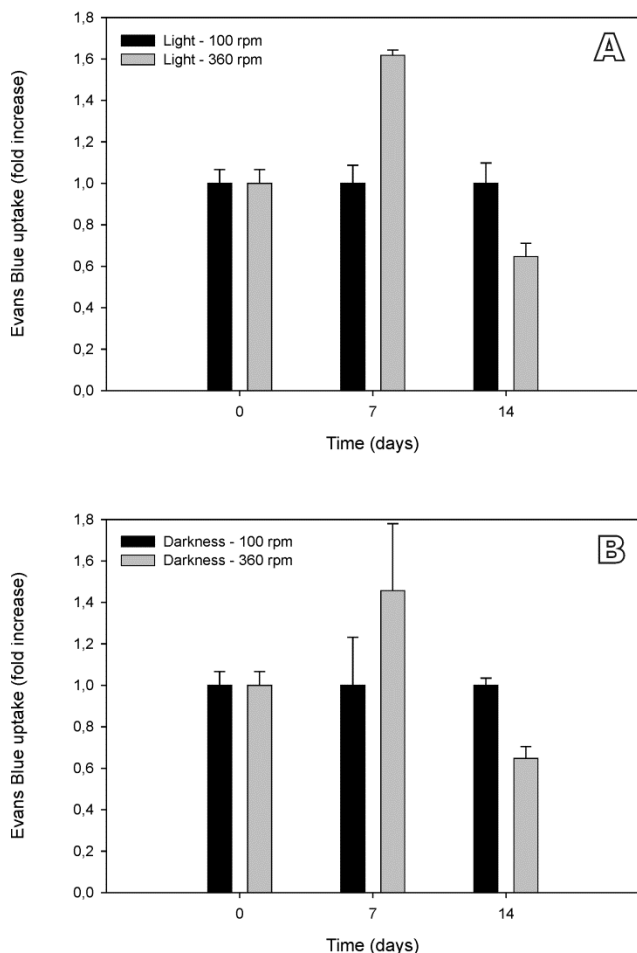 A
Light - 100 rpm
Light - 360 rpm
Evans Blue uptake (fold increase)
1,8
1,6
1,4
1,2
1,0
0,8
0,6
0,4
0,2
0,0
0 7 14
Time (days)
B
Darkness - 100 rpm
Darkness - 360 rpm
Evans Blue uptake (fold increase)
1,8
1,6
1,4
1,2
1,0
0,8
0,6
0,4
0,2
0,0
0 7 14
Time (days)